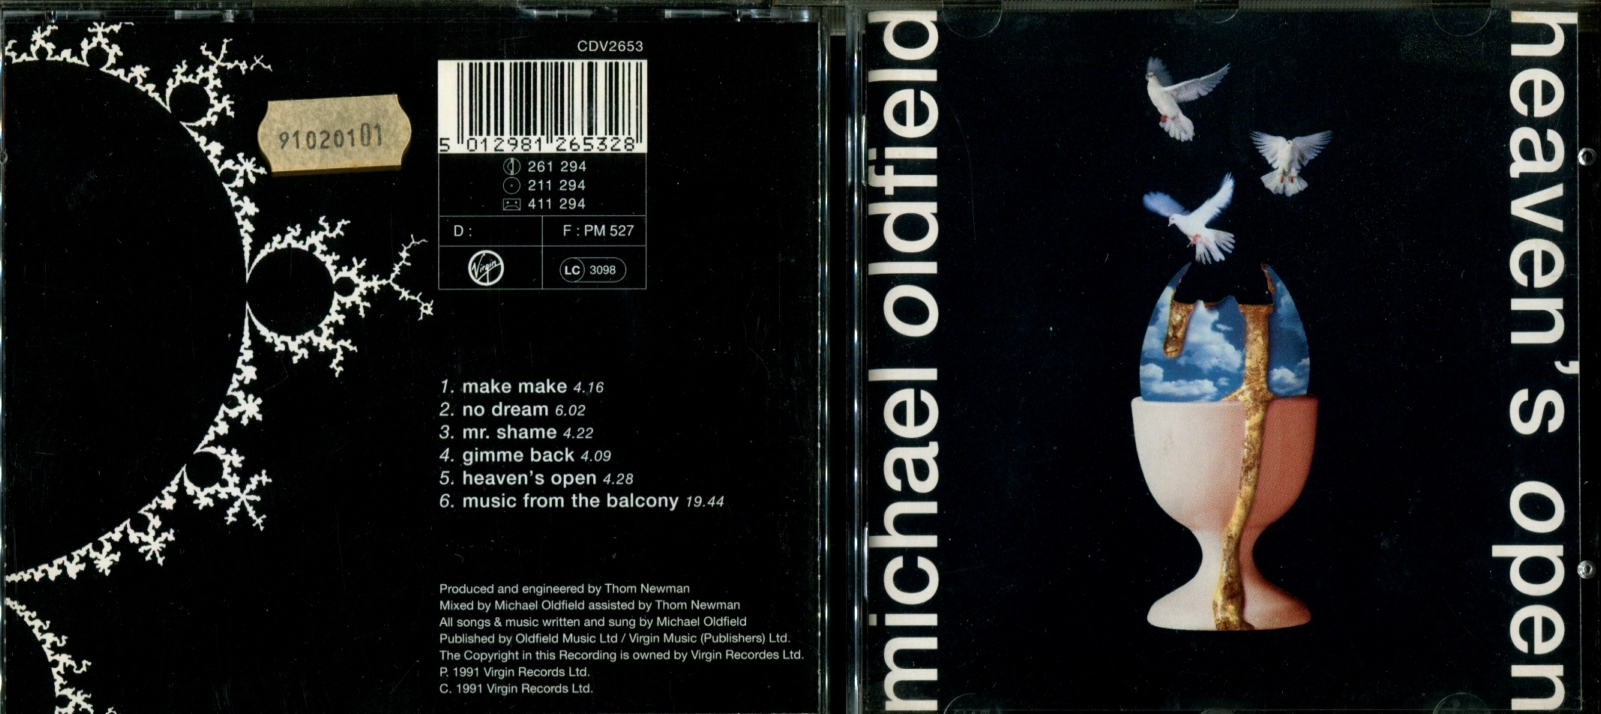 CDV2653
91020101
5 012981 265328
261 294
211 294
411 294
D :
F : PM 527
Virgin
LC 3098
1. make make 4.16
2. no dream 6.02
3. mr. shame 4.22
4. gimme back 4.09
5. heaven's open 4.28
6. music from the balcony 19.44
Produced and engineered by Thom Newman
Mixed by Michael Oldfield assisted by Thom Newman
All songs & music written and sung by Michael Oldfield
Published by Oldfield Music Ltd / Virgin Music (Publishers) Ltd.
The Copyright in this Recording is owned by Virgin Recordes Ltd.
P. 1991 Virgin Records Ltd.
C. 1991 Virgin Records Ltd.
michael oldfield
heaven's open